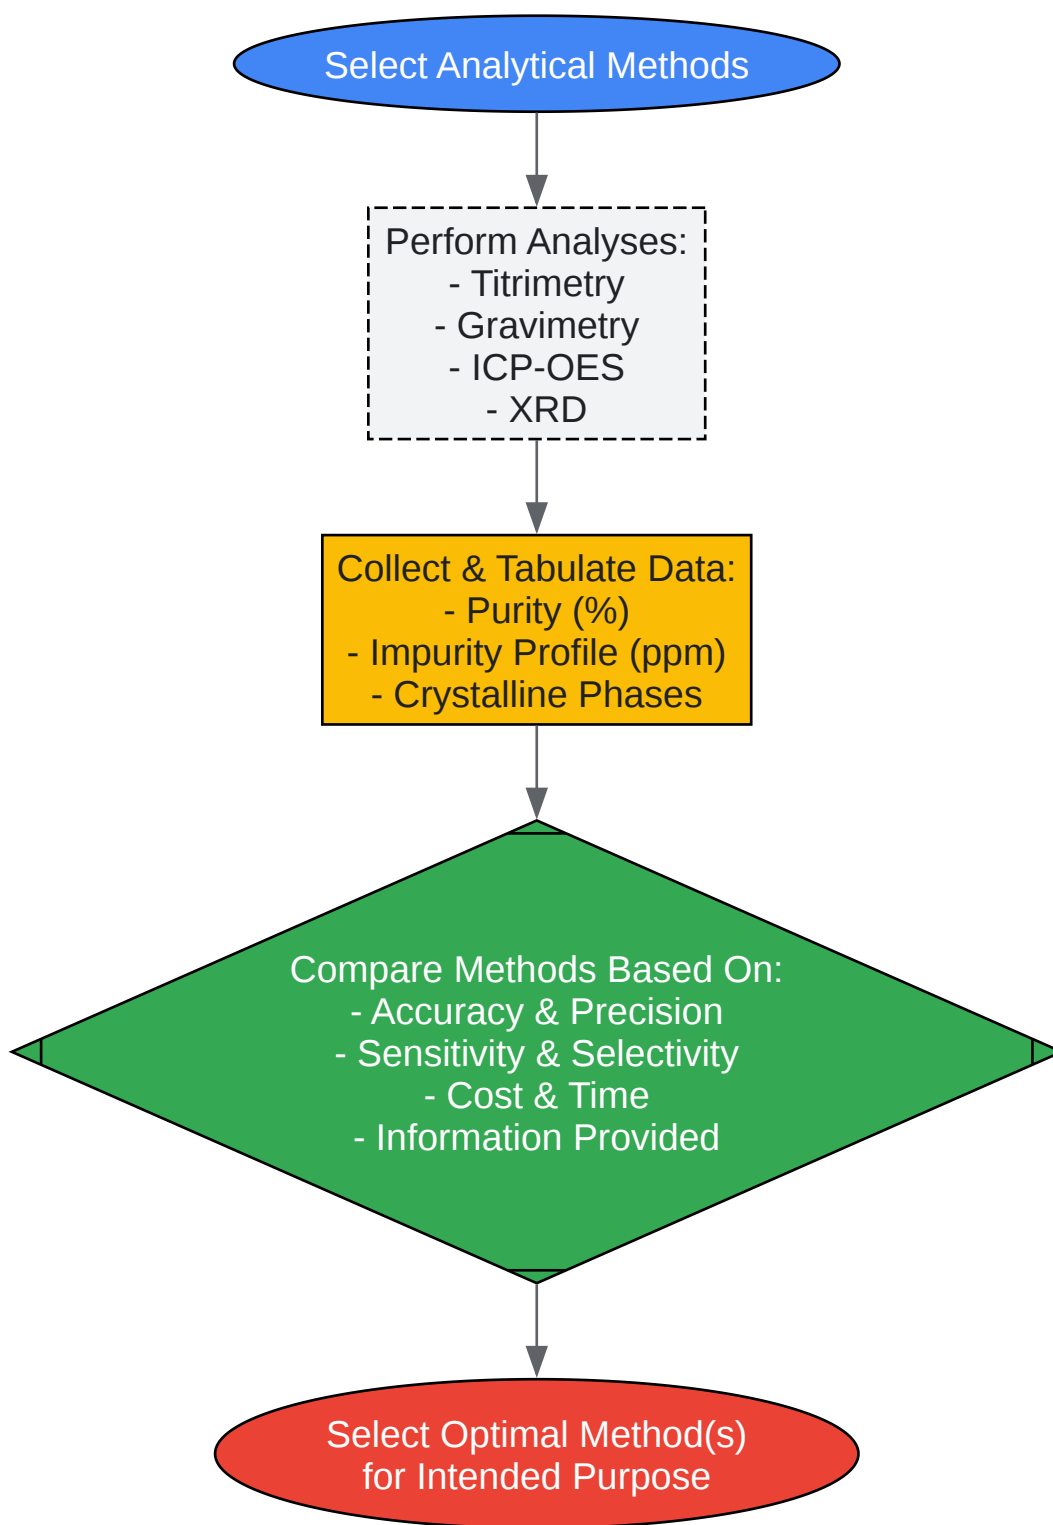 Select Analytical Methods
Perform Analyses:
- Titrimetry
- Gravimetry
- ICP-OES
- XRD
Collect & Tabulate Data:
- Purity (%)
- Impurity Profile (ppm)
- Crystalline Phases
Compare Methods Based On:
- Accuracy & Precision
- Sensitivity & Selectivity
- Cost & Time
- Information Provided
Select Optimal Method(s)
for Intended Purpose